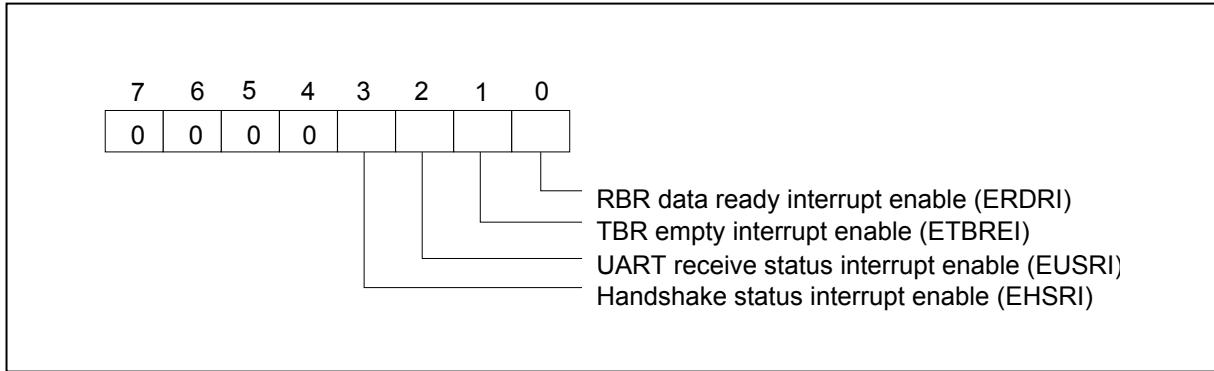 7 6 5 4 3 2 1 0
0 0 0 0
RBR data ready interrupt enable (ERDRI)
TBR empty interrupt enable (ETBREI)
UART receive status interrupt enable (EUSRI)
Handshake status interrupt enable (EHSRI)